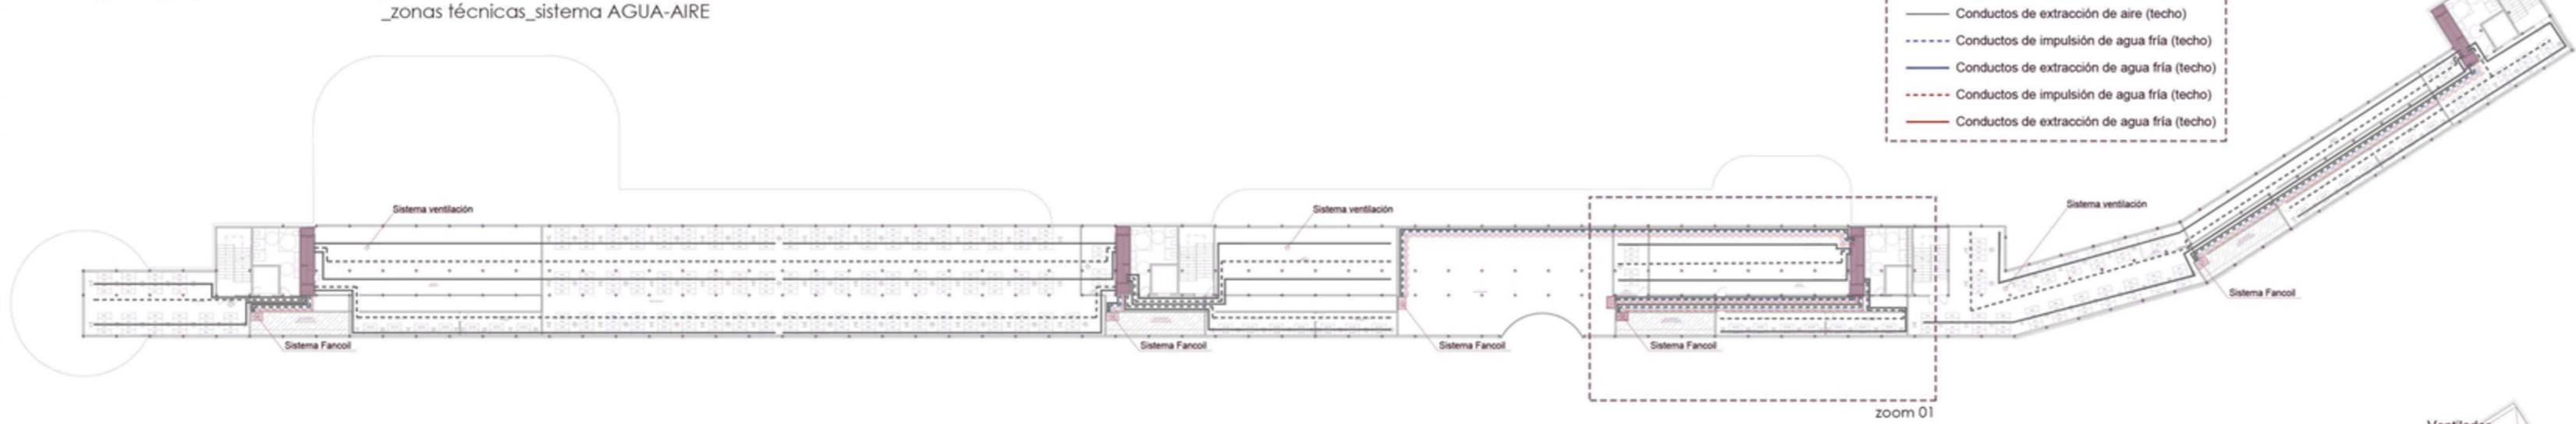 _zonas técnicas_sistema AGUA-AIRE
Conductos de extracción de aire (techo)
Conductos de impulsión de agua fría (techo)
Conductos de extracción de agua fría (techo)
Conductos de impulsión de agua fría (techo)
Conductos de extracción de agua fría (techo)
Sistema ventilación
Sistema ventilación
Sistema ventilación
Sistema Fancoil
Sistema Fancoil
Sistema Fancoil
Sistema Fancoil
Sistema Fancoil
zoom 01